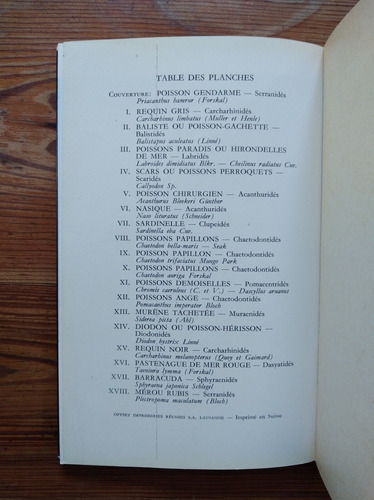 TABLE DES PLANCHES
COUVERTURE: POISSON GENDARME — Serranidés
Priacanthus hamrur (Forskal)
I. REQUIN GRIS — Carcharhinidés
Carcharhinus limbatus (Muller et Henle)
II. BALISTE OU POISSON-GACHETTE —
Balistidés
Balistapus aculeatus (Linné)
III. POISSONS PARADIS OU HIRONDELLES
DE MER — Labridés
Labroides dimidiatus Blkr. — Cheilinus radiatus Cuv.
IV. SCARS OU POISSONS PERROQUETS —
Scaridés
Callyodon Sp.
V. POISSON CHIRURGIEN — Acanthuridés
Acanthurus Bleekeri Günther
VI. NASIQUE — Acanthuridés
Naso lituratus (Schneider)
VII. SARDINELLE — Clupeidés
Sardinella eba Cuv.
VIII. POISSONS PAPILLONS — Chaetodontidés
Chaetodon bella-maris — Seak
IX. POISSON PAPILLON — Chaetodontidés
Chaetodon trifaciatus Mungo Park
X. POISSONS PAPILLONS — Chaetodontidés
Chaetodon auriga Forskal
XI. POISSONS DEMOISELLES — Pomacentridés
Chromis caeruleus (C. et V.) — Dascyllus aruanus
XII. POISSONS ANGE — Chaetodontidés
Pomacanthus imperator Bloch
XIII. MURÈNE TACHETÉE — Muraenidés
Siderea picta (Ahl)
XIV. DIODON OU POISSON-HÉRISSON —
Diodonidés
Diodon hystrix Linné
XV. REQUIN NOIR — Carcharhinidés
Carcharhinus melanopterus (Quoy et Gaimard)
XVI. PASTENAGUE DE MER ROUGE — Dasyatidés
Taeniura lymma (Forskal)
XVII. BARRACUDA — Sphyraenidés
Sphyraena japonica Schlegel
XVIII. MÉROU RUBIS — Serranidés
Plectropoma maculatum (Bloch)
OFFSET IMPRIMERIES RÉUNIES S.A. LAUSANNE — Imprimé en Suisse